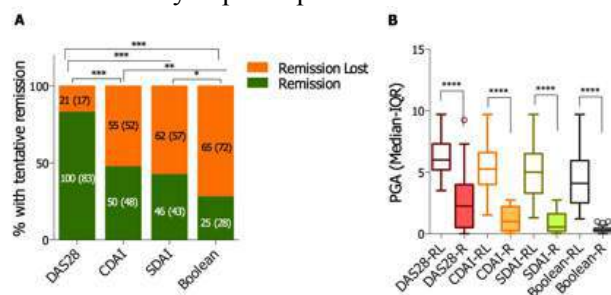 A
***
***
**
***
*
100
50
0
% with tentative remission
21 (17)
100 (83)
55 (52)
50 (48)
62 (57)
46 (43)
65 (72)
25 (28)
Remission Lost
Remission
DAS28
CDAI
SDAI
Boolean
B
****
****
****
****
15
10
5
0
PGA (Median-IQR)
DAS28-RL
DAS28-R
CDAI-RL
CDAI-R
SDAI-RL
SDAI-R
Boolean-RL
Boolean-R